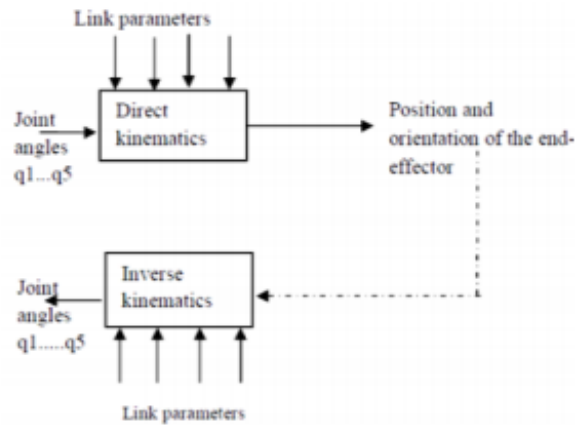 Link parameters
Joint
angles
q1...q5
Direct
kinematics
Position and
orientation of the end-
effector
Joint
angles
q1.....q5
Inverse
kinematics
Link parameters